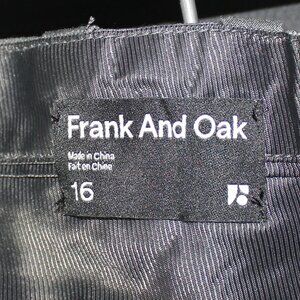 Frank And Oak
Made in China
Fait en Chine
16